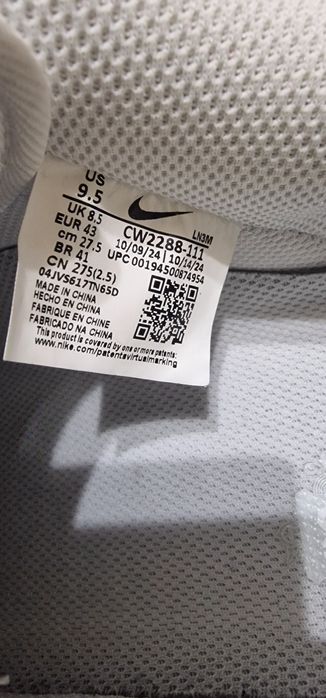 US
9.5
UK 8.5
EUR 43
cm 27.5
BR 41
CN 275(2.5)
LN3M
CW2288-111
10/09/24 | 10/14/24
UPC 00194500874954
04JVS617TN65D
MADE IN CHINA
HECHO EN CHINA
FABRIQUE EN CHINE
FABRICADO NA CHINA
This product is covered by one or more patents
www.nike.com/patentsvirtualmarking